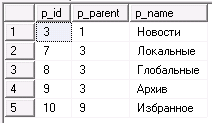 p_id p_parent p_name
1 3 1 Новости
2 7 3 Локальные
3 8 3 Глобальные
4 9 3 Архив
5 10 9 Избранное